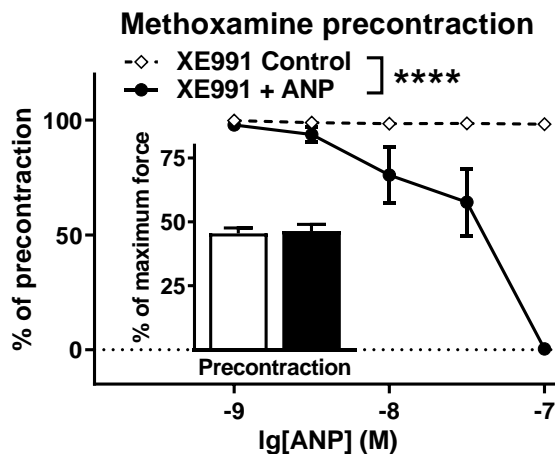 Methoxamine precontraction
XE991 Control
XE991 + ANP
****
% of precontraction
100
50
0
% of maximum force
75
50
25
Precontraction
-9
-8
-7
lg[ANP] (M)